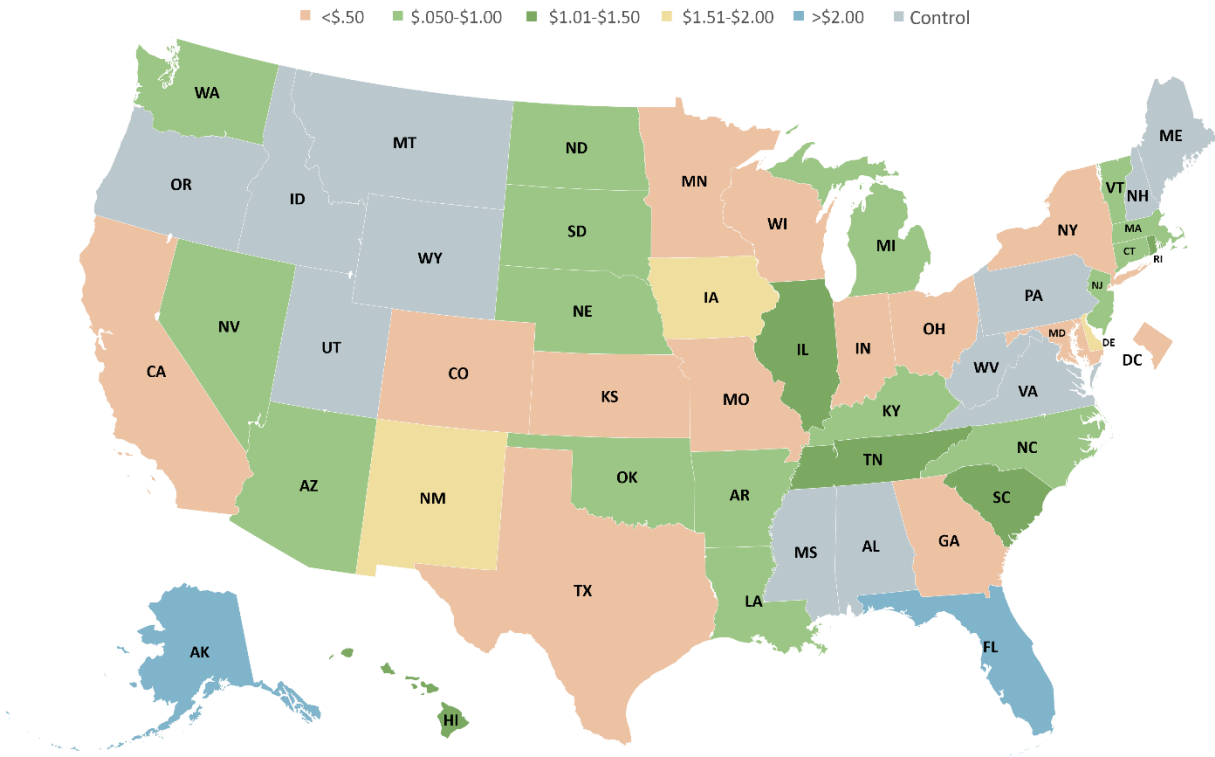 <$.50 $.050-$1.00 $1.01-$1.50 $1.51-$2.00 >$2.00 Control
WA
MT
ND
MN
OR
ID
SD
WI
MI
NY
VT
NH
ME
MA
CT
RI
WY
NE
IA
PA
NJ
NV
UT
CO
KS
MO
IL
IN
OH
MD
DE
DC
WV
VA
CA
KY
NC
TN
SC
AZ
NM
OK
AR
MS
AL
GA
TX
LA
FL
AK
HI